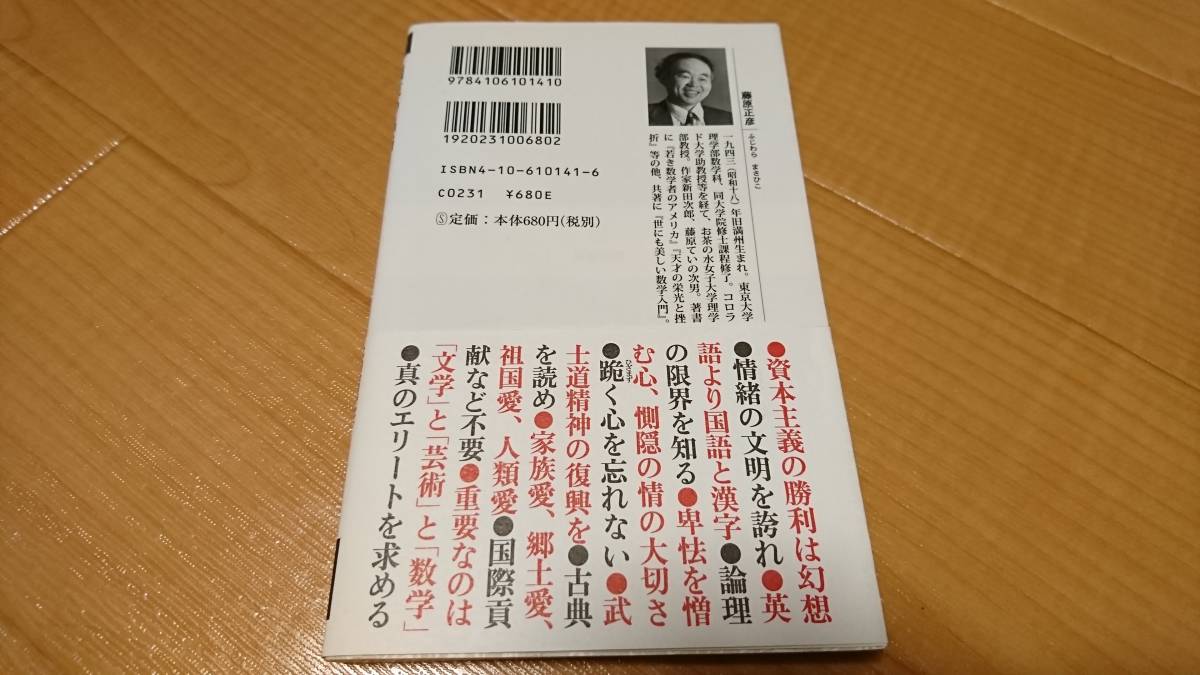 9784106101410
1920231006802
ISBN4-10-610141-6
C0231 ¥680E
Ⓢ定価：本体680円(税別)
藤原正彦
ふじわら まさひこ
一九四三（昭和十八）年旧満州生まれ。東京大学
理学部数学科、同大学院修士課程修了。コロラ
ド大学助教授等を経て、お茶の水女子大学理学
部教授。作家新田次郎、藤原ていの次男。著書
に『若き数学者のアメリカ』『天才の栄光と挫
折』等の他、共著に『世にも美しい数学入門』。
●資本主義の勝利は幻想
●情緒の文明を誇れ●英
語より国語と漢字●論理
の限界を知る●卑怯を憎
む心、惻隠の情の大切さ
●跪く心を忘れない●武
ひざまず
士道精神の復興を●古典
を読め●家族愛、郷土愛、
祖国愛、人類愛●国際貢
献など不要●重要なのは
「文学」と「芸術」と「数学」
●真のエリートを求める